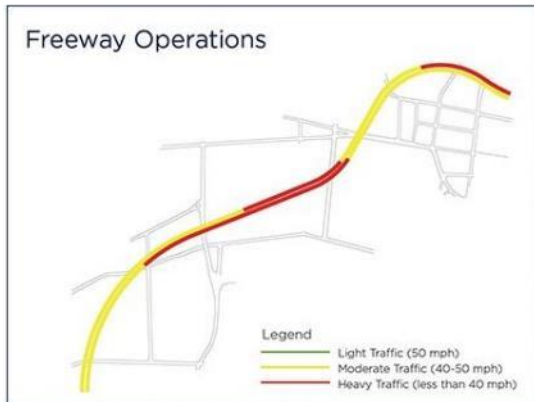 Freeway Operations
Legend
Light Traffic (50 mph)
Moderate Traffic (40-50 mph)
Heavy Traffic (less than 40 mph)